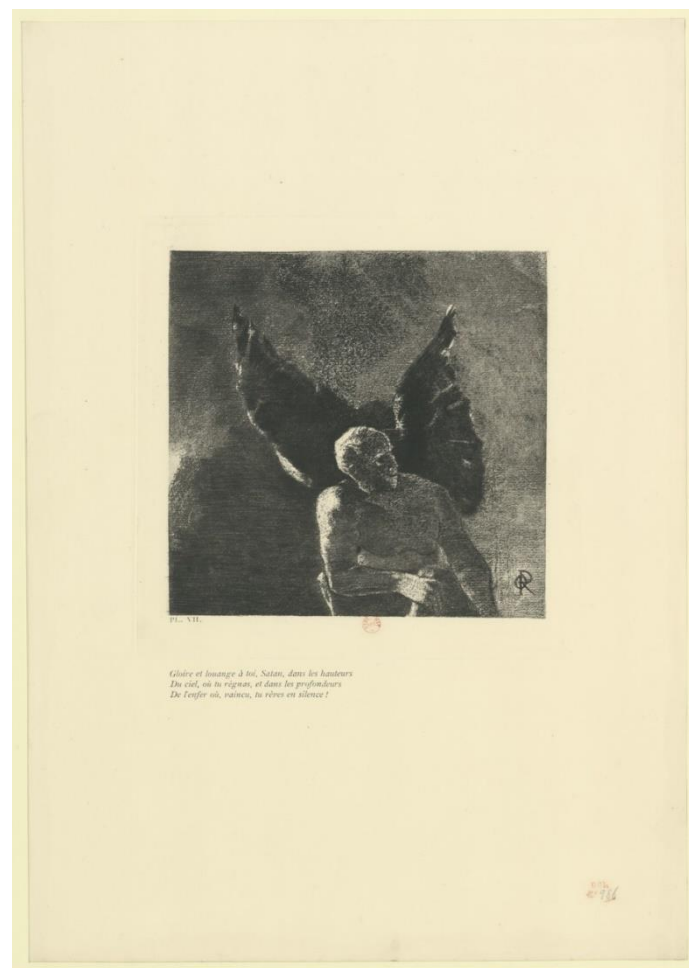 PL. VII.
Gloire et louange à toi, Satan, dans les hauteurs
Du ciel, où tu régnas, et dans les profondeurs
De l'enfer où, vaincu, tu rêves en silence !